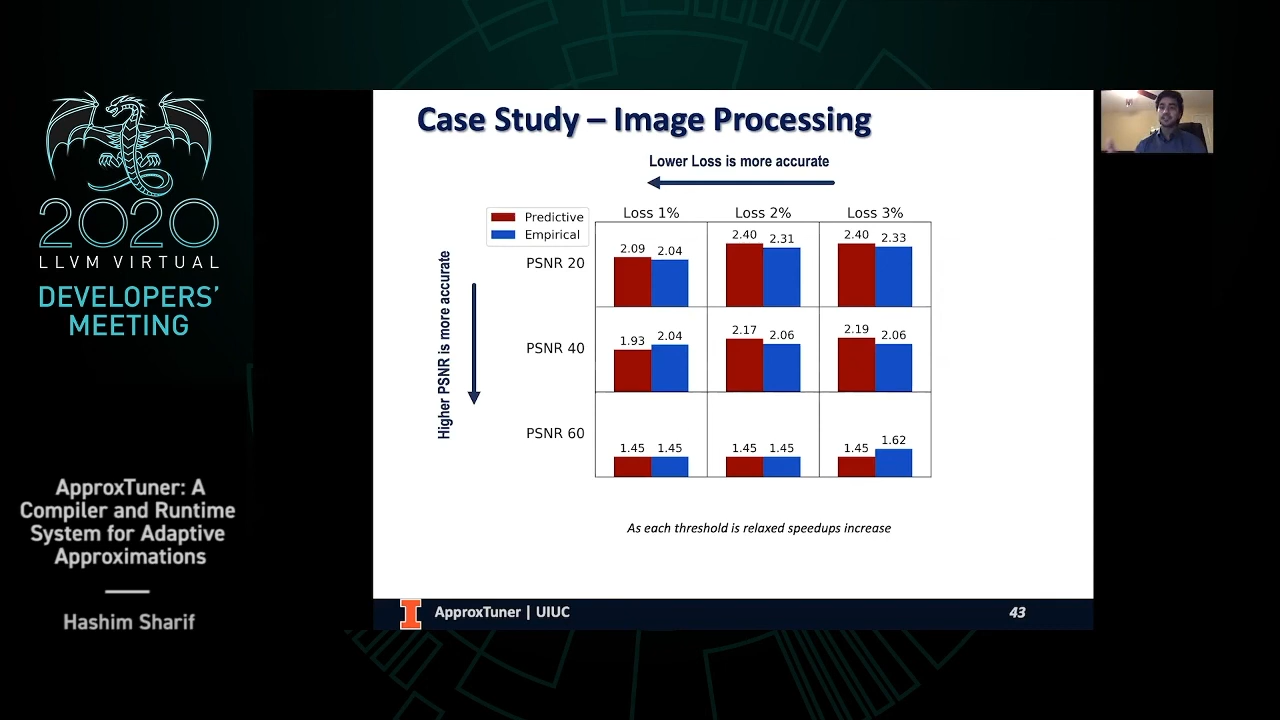 2020
LLVM VIRTUAL
DEVELOPERS'
MEETING
ApproxTuner: A
Compiler and Runtime
System for Adaptive
Approximations
Hashim Sharif
Case Study – Image Processing
Lower Loss is more accurate
Predictive
Empirical
Loss 1%
Loss 2%
Loss 3%
Higher PSNR is more accurate
PSNR 20
2.09 2.04
2.40 2.31
2.40 2.33
PSNR 40
1.93 2.04
2.17 2.06
2.19 2.06
PSNR 60
1.45 1.45
1.45 1.45
1.45 1.62
As each threshold is relaxed speedups increase
ApproxTuner | UIUC
43